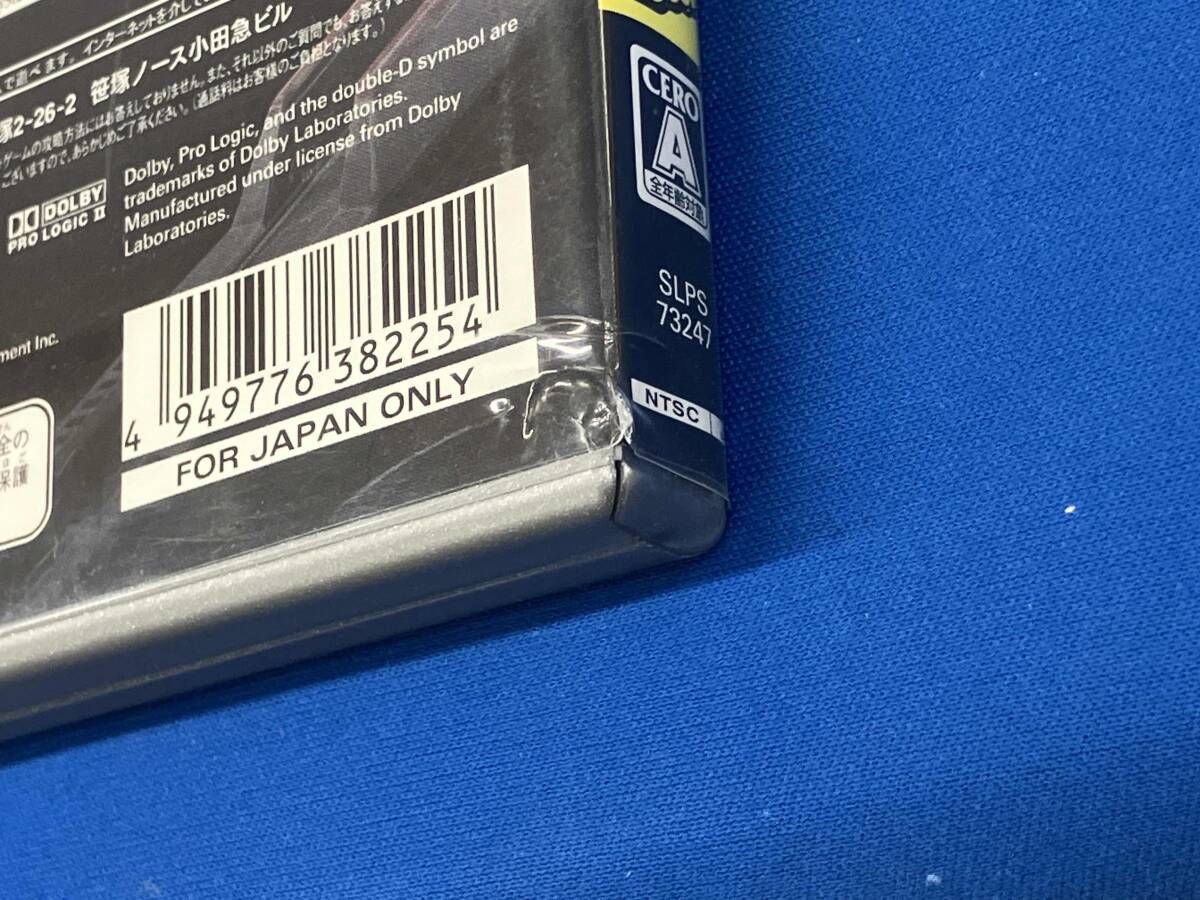 で遊べます。インターネットを介して
塚2-26-2 笹塚ノース小田急ビル
ゲームの攻略方法にはお答えしておりません。また、それ以外のご質問でも、お答えする
ございますので、あらかじめご了承ください。(通話料はお客様のご負担となります。)
DOLBY
PRO LOGIC II
Dolby, Pro Logic, and the double-D symbol are
trademarks of Dolby Laboratories.
Manufactured under license from Dolby
Laboratories.
ment Inc.
全の
保護
4 949776 382254
FOR JAPAN ONLY
CERO
A
全年齢対象
SLPS
73247
NTSC